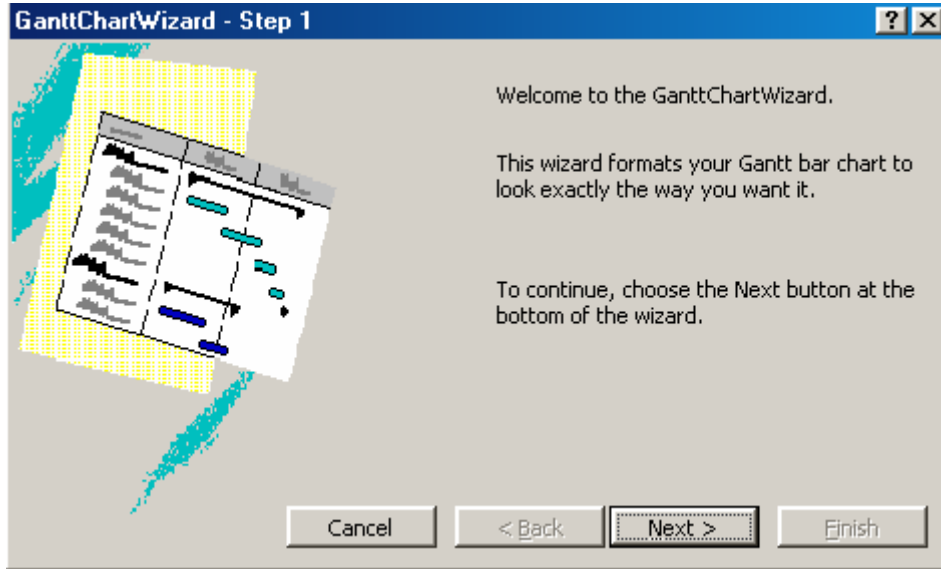 GanttChartWizard - Step 1
Welcome to the GanttChartWizard.
This wizard formats your Gantt bar chart to
look exactly the way you want it.
To continue, choose the Next button at the
bottom of the wizard.
Cancel < Back Next > Finish